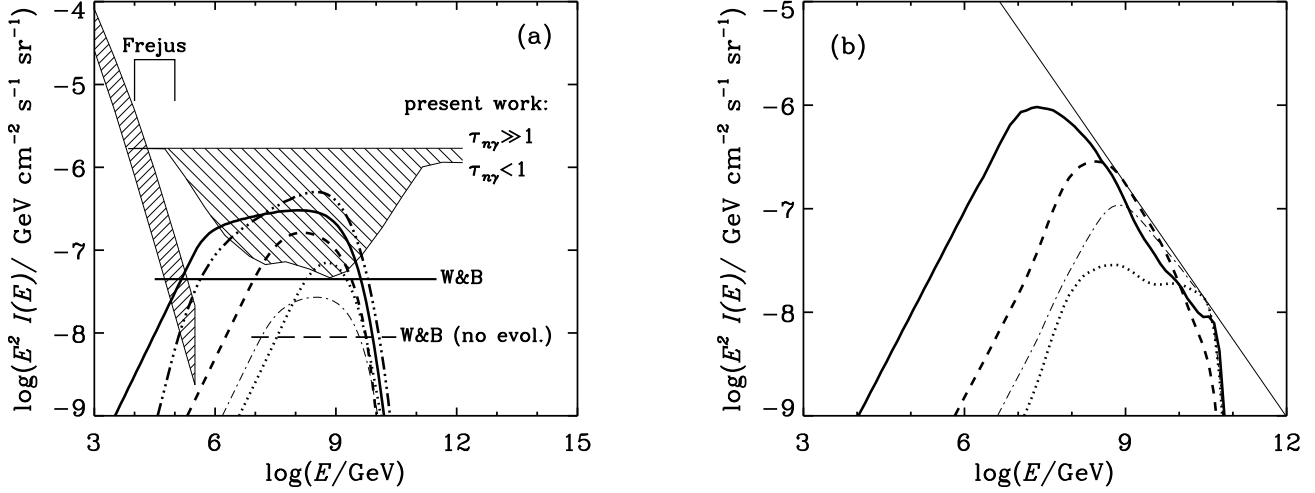 (a)
Frejus
present work:
τnγ≫1
τnγ<1
W&B
W&B (no evol.)
−4
−5
−6
−7
−8
−9
3
6
9
12
15
log(E/GeV)
log(E² I(E)/ GeV cm⁻² s⁻¹ sr⁻¹)
(b)
−5
−6
−7
−8
−9
3
6
9
12
log(E/GeV)
log(E² I(E)/ GeV cm⁻² s⁻¹ sr⁻¹)